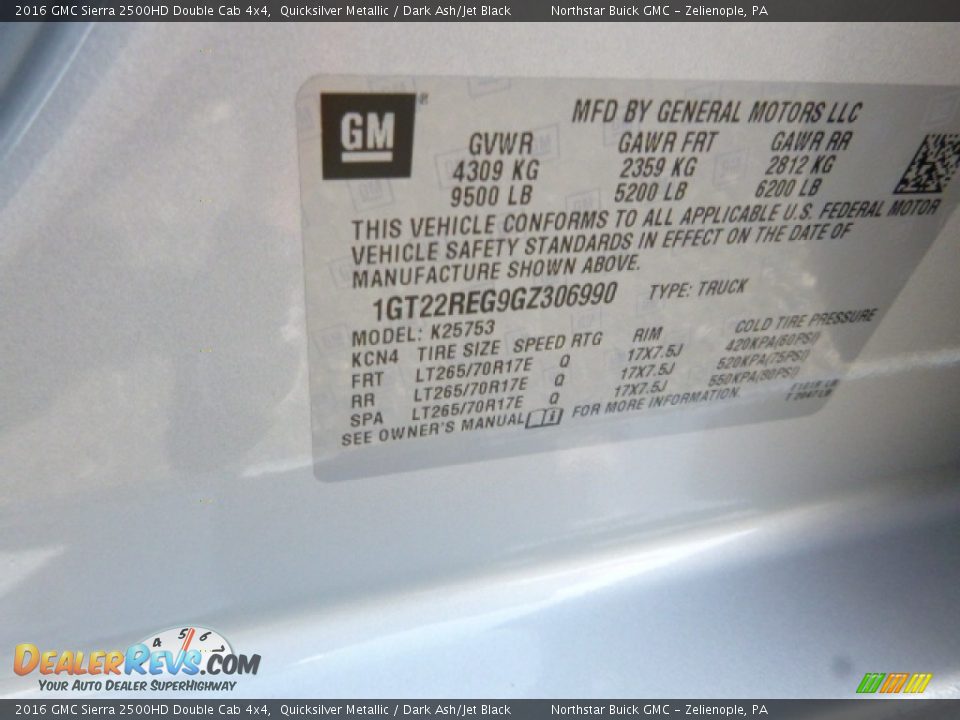 2016 GMC Sierra 2500HD Double Cab 4x4, Quicksilver Metallic / Dark Ash/Jet Black Northstar Buick GMC - Zelienople, PA
GM®
MFD BY GENERAL MOTORS LLC
GVWR GAWR FRT GAWR RR
4309 KG 2359 KG 2812 KG
9500 LB 5200 LB 6200 LB
THIS VEHICLE CONFORMS TO ALL APPLICABLE U.S. FEDERAL MOTOR
VEHICLE SAFETY STANDARDS IN EFFECT ON THE DATE OF
MANUFACTURE SHOWN ABOVE.
1GT22REG9GZ306990 TYPE: TRUCK
MODEL: K25753
KCN4 TIRE SIZE SPEED RTG RIM COLD TIRE PRESSURE
FRT LT265/70R17E Q 17X7.5J 420KPA(60PSI)
RR LT265/70R17E Q 17X7.5J 520KPA(75PSI)
SPA LT265/70R17E Q 17X7.5J 550KPA(80PSI)
SEE OWNER'S MANUAL FOR MORE INFORMATION.
4 5 6 7
DEALERREVS.COM
YOUR AUTO DEALER SUPERHIGHWAY
2016 GMC Sierra 2500HD Double Cab 4x4, Quicksilver Metallic / Dark Ash/Jet Black Northstar Buick GMC - Zelienople, PA